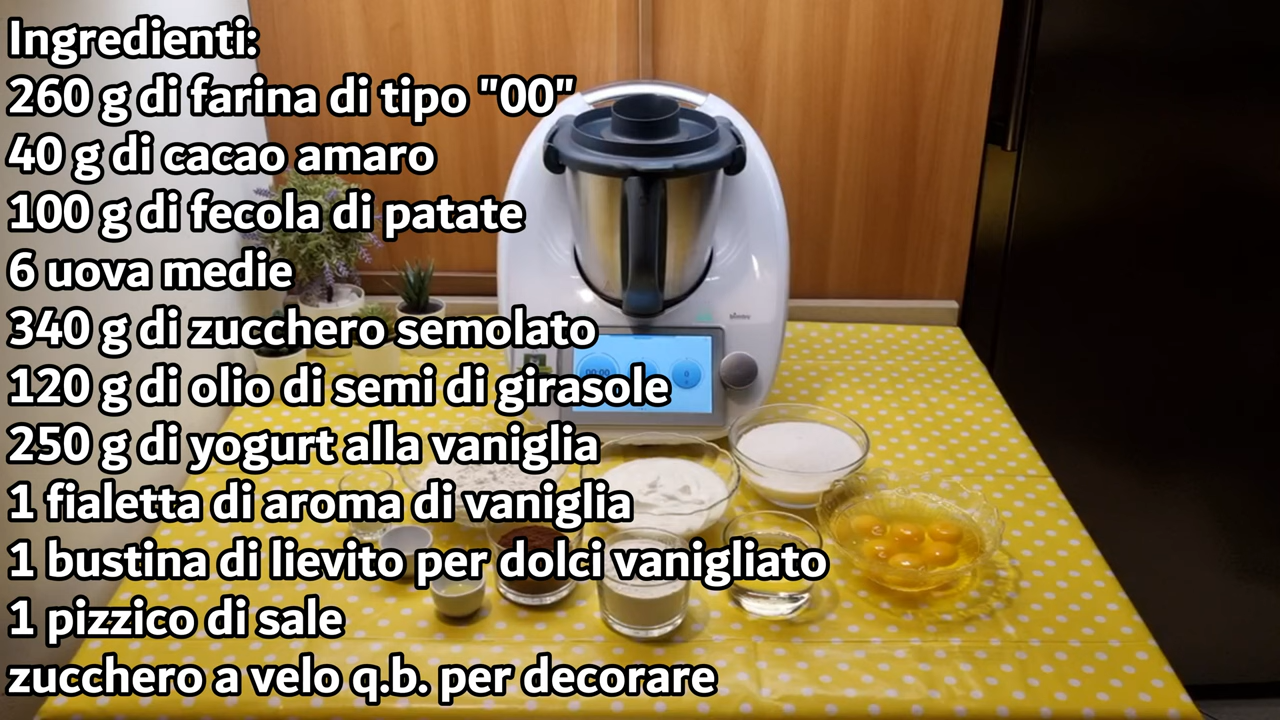 Ingredienti:
260 g di farina di tipo "00"
40 g di cacao amaro
100 g di fecola di patate
6 uova medie
340 g di zucchero semolato
120 g di olio di semi di girasole
250 g di yogurt alla vaniglia
1 fialetta di aroma di vaniglia
1 bustina di lievito per dolci vanigliato
1 pizzico di sale
zucchero a velo q.b. per decorare
bimby